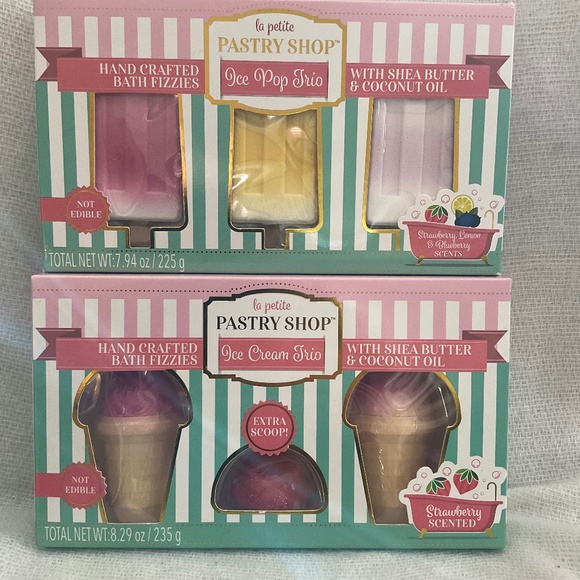 la petite
PASTRY SHOP™
HAND CRAFTED
BATH FIZZIES
Ice Pop Trio
WITH SHEA BUTTER
& COCONUT OIL
NOT
EDIBLE
Strawberry, Lemon
& Blueberry
SCENTS
TOTAL NET WT:7.94 oz / 225 g
la petite
PASTRY SHOP™
HAND CRAFTED
BATH FIZZIES
Ice Cream Trio
WITH SHEA BUTTER
& COCONUT OIL
EXTRA
SCOOP!
NOT
EDIBLE
Strawberry
SCENTED
TOTAL NET WT:8.29 oz / 235 g